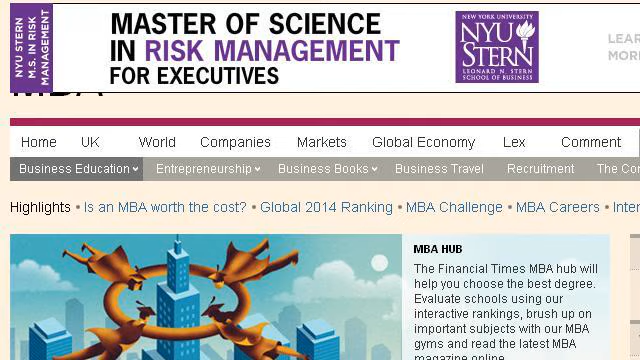 NYU STERN
M.S. IN RISK
MANAGEMENT
MASTER OF SCIENCE
IN RISK MANAGEMENT
FOR EXECUTIVES
NEW YORK UNIVERSITY
NYU
STERN
LEONARD N. STERN
SCHOOL OF BUSINESS
LEAR
MOR
MBA
Home UK World Companies Markets Global Economy Lex Comment
Business Education Entrepreneurship Business Books Business Travel Recruitment The Cor
Highlights • Is an MBA worth the cost? • Global 2014 Ranking • MBA Challenge • MBA Careers • Inter
MBA HUB
The Financial Times MBA hub will
help you choose the best degree.
Evaluate schools using our
interactive rankings, brush up on
important subjects with our MBA
gyms and read the latest MBA
magazine online